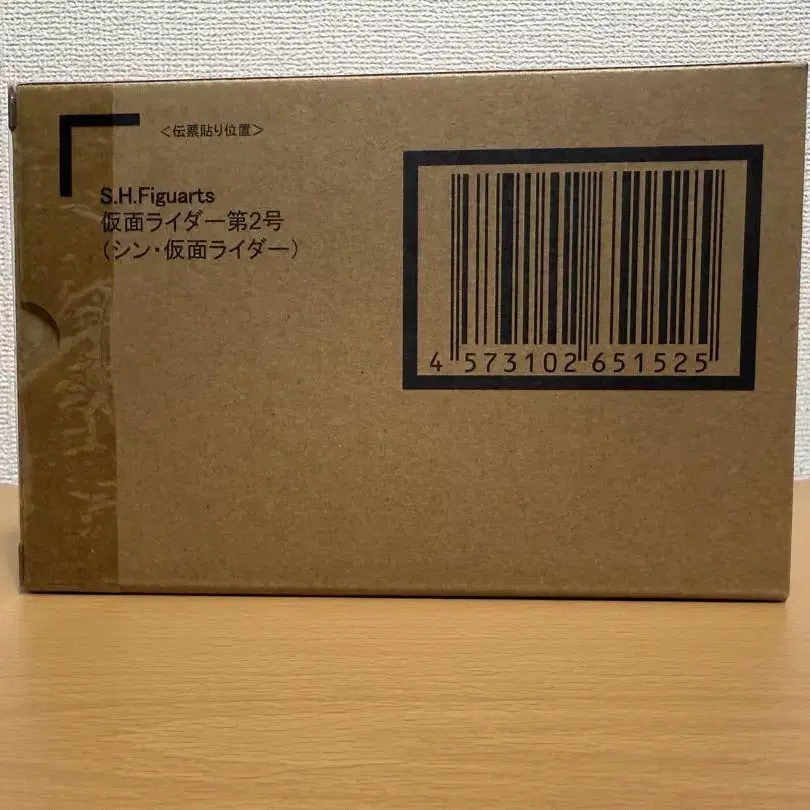 <伝票貼り位置>
S.H.Figuarts
仮面ライダー第2号
(シン・仮面ライダー)
4 573102 651525